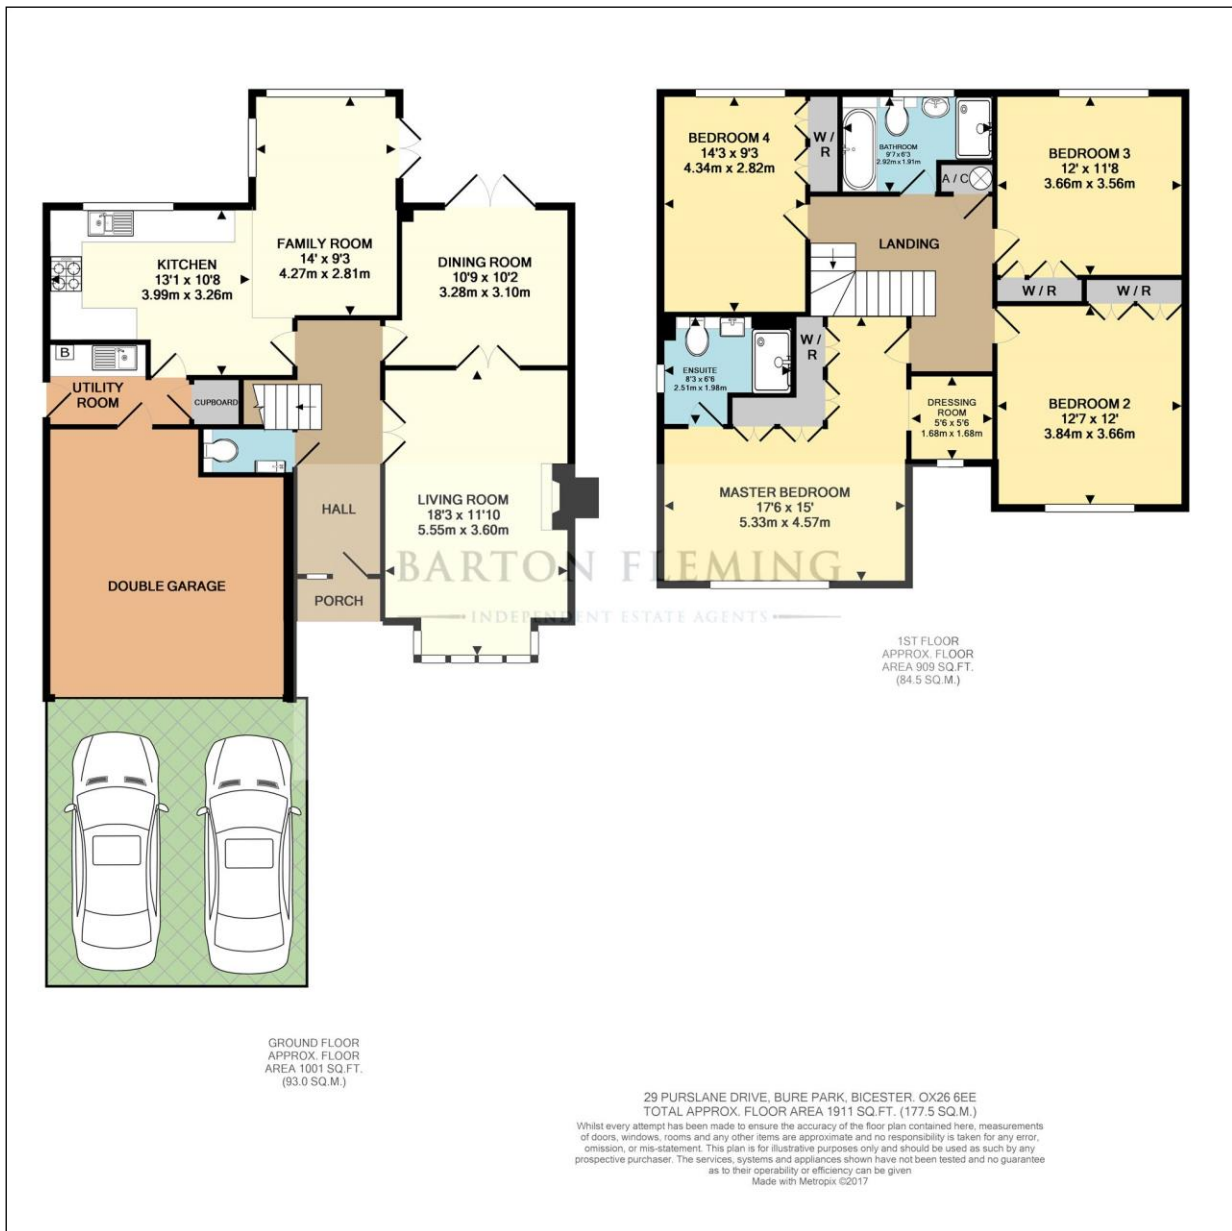 FAMILY ROOM
14' x 9'3
4.27m x 2.81m
KITCHEN
13'1 x 10'8
3.99m x 3.26m
DINING ROOM
10'9 x 10'2
3.28m x 3.10m
B
UTILITY
ROOM
CUPBOARD
LIVING ROOM
18'3 x 11'10
5.55m x 3.60m
HALL
DOUBLE GARAGE
PORCH
BEDROOM 4
14'3 x 9'3
4.34m x 2.82m
W /
R
BATHROOM
9'7 x 6'3
2.92m x 1.91m
A / C
BEDROOM 3
12' x 11'8
3.66m x 3.56m
LANDING
W / R
W / R
ENSUITE
8'3 x 6'6
2.51m x 1.98m
W /
R
DRESSING
ROOM
5'6 x 5'6
1.68m x 1.68m
BEDROOM 2
12'7 x 12'
3.84m x 3.66m
MASTER BEDROOM
17'6 x 15'
5.33m x 4.57m
BARTON FLEMING
INDEPENDENT ESTATE AGENTS
1ST FLOOR
APPROX. FLOOR
AREA 909 SQ.FT.
(84.5 SQ.M.)
GROUND FLOOR
APPROX. FLOOR
AREA 1001 SQ.FT.
(93.0 SQ.M.)
29 PURSLANE DRIVE, BURE PARK, BICESTER. OX26 6EE
TOTAL APPROX. FLOOR AREA 1911 SQ.FT. (177.5 SQ.M.)
Whilst every attempt has been made to ensure the accuracy of the floor plan contained here, measurements
of doors, windows, rooms and any other items are approximate and no responsibility is taken for any error,
omission, or mis-statement. This plan is for illustrative purposes only and should be used as such by any
prospective purchaser. The services, systems and appliances shown have not been tested and no guarantee
as to their operability or efficiency can be given
Made with Metropix ©2017